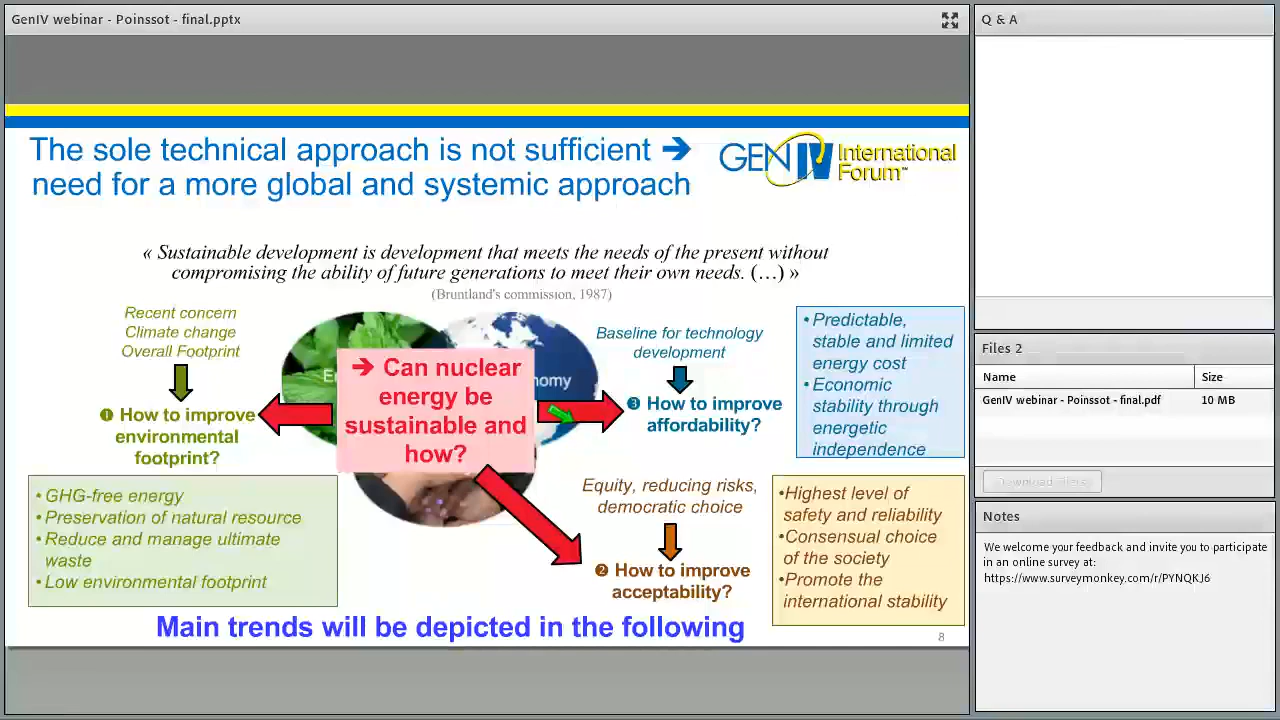 GenIV webinar - Poinssot - final.pptx
The sole technical approach is not sufficient ➔
need for a more global and systemic approach
GENIV International
Forum™
« Sustainable development is development that meets the needs of the present without
compromising the ability of future generations to meet their own needs. (…) »
(Bruntland's commission, 1987)
Recent concern
Climate change
Overall Footprint
❶ How to improve
environmental
footprint?
• GHG-free energy
• Preservation of natural resource
• Reduce and manage ultimate
waste
• Low environmental footprint
➔ Can nuclear
energy be
sustainable and
how?
Baseline for technology
development
❸ How to improve
affordability?
• Predictable,
stable and limited
energy cost
• Economic
stability through
energetic
independence
Equity, reducing risks,
democratic choice
❷ How to improve
acceptability?
•Highest level of
safety and reliability
•Consensual choice
of the society
•Promote the
international stability
Main trends will be depicted in the following
8
Q & A
Files 2
Name Size
GenIV webinar - Poinssot - final.pdf 10 MB
Download File(s)
Notes
We welcome your feedback and invite you to participate
in an online survey at:
https://www.surveymonkey.com/r/PYNQKJ6